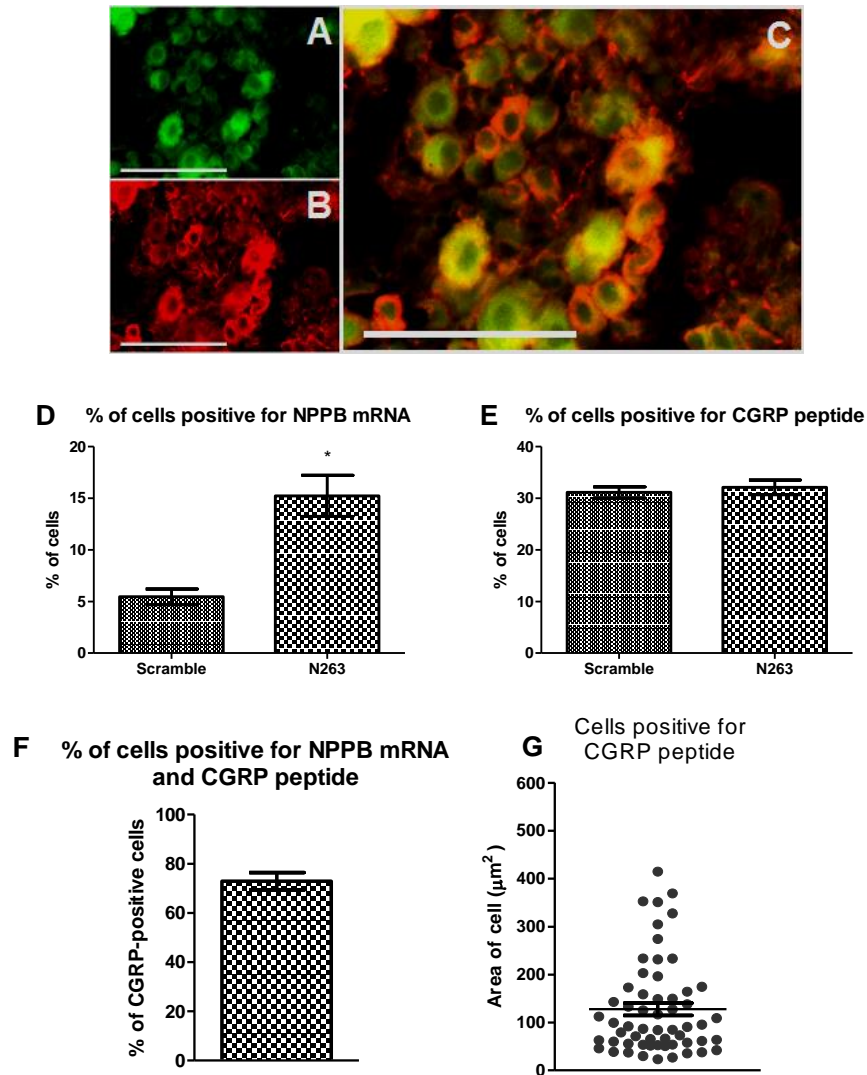 A
B
C
D % of cells positive for NPPB mRNA
% of cells
20
15
10
5
0
*
Scramble
N263
E % of cells positive for CGRP peptide
% of cells
40
30
20
10
0
Scramble
N263
F % of cells positive for NPPB mRNA
and CGRP peptide
% of CGRP-positive cells
100
80
60
40
20
0
G Cells positive for
CGRP peptide
Area of cell (μm²)
600
500
400
300
200
100
0